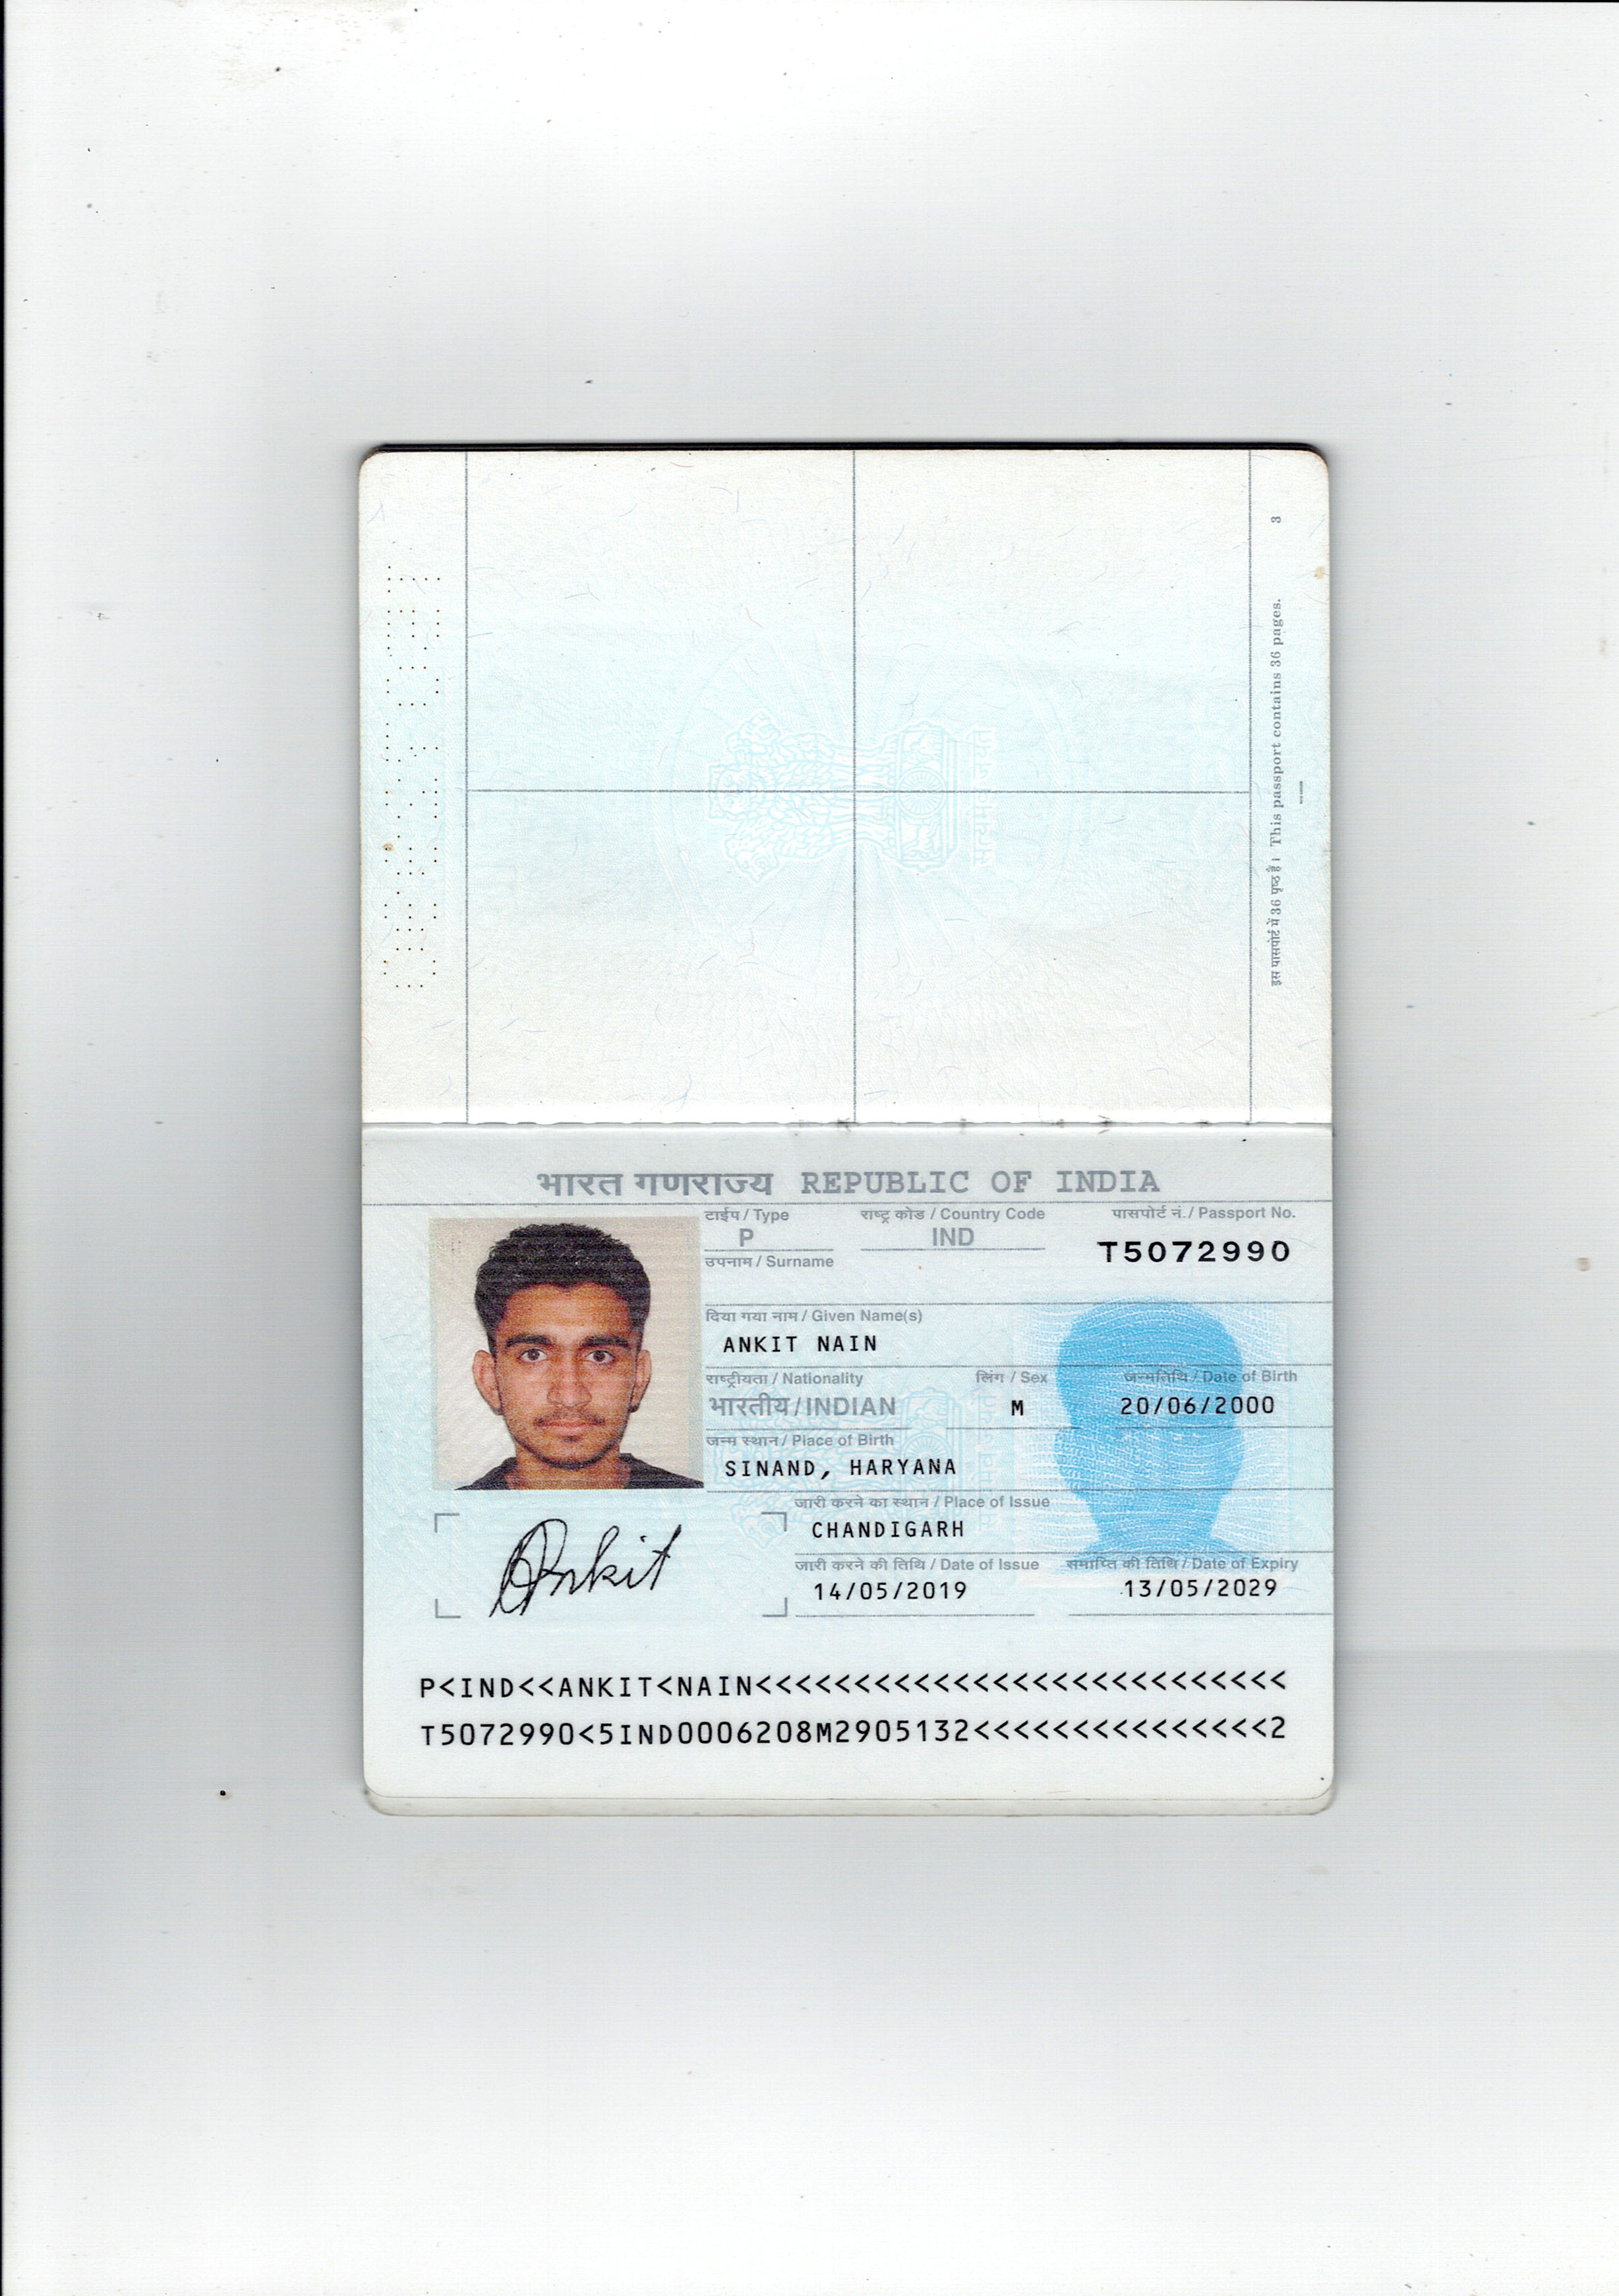 3
इस पासपोर्ट में 36 पृष्ठ हैं। This passport contains 36 pages.
भारत गणराज्य REPUBLIC OF INDIA
टाईप / Type राष्ट्र कोड / Country Code पासपोर्ट नं. / Passport No.
P IND T5072990
उपनाम / Surname
दिया गया नाम / Given Name(s)
ANKIT NAIN
राष्ट्रीयता / Nationality लिंग / Sex जन्मतिथि / Date of Birth
भारतीय / INDIAN M 20/06/2000
जन्म स्थान / Place of Birth
SINAND, HARYANA
जारी करने का स्थान / Place of Issue
CHANDIGARH
जारी करने की तिथि / Date of Issue समाप्ति की तिथि / Date of Expiry
14/05/2019 13/05/2029
Ankit
P<IND<<ANKIT<NAIN<<<<<<<<<<<<<<<<<<<<<<<<<<<
T5072990<5IND0006208M2905132<<<<<<<<<<<<<<<2